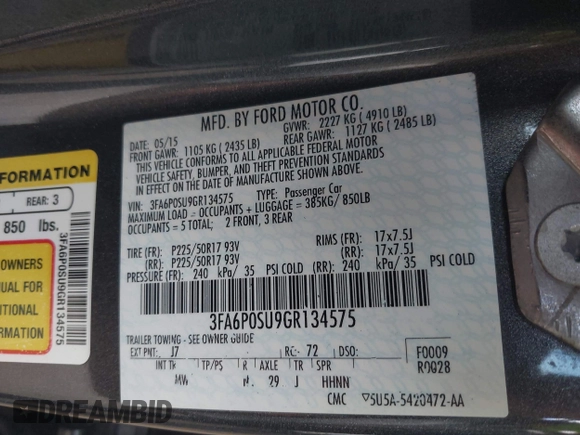 MFD. BY FORD MOTOR CO.
DATE: 05/15 GVWR: 2227 KG ( 4910 LB)
FRONT GAWR: 1105 KG ( 2435 LB) REAR GAWR: 1127 KG ( 2485 LB)
THIS VEHICLE CONFORMS TO ALL APPLICABLE FEDERAL MOTOR
VEHICLE SAFETY, BUMPER, AND THEFT PREVENTION STANDARDS
IN EFFECT ON THE DATE OF MANUFACTURE SHOWN ABOVE.
VIN: 3FA6P0SU9GR134575 TYPE: Passenger Car
MAXIMUM LOAD = OCCUPANTS + LUGGAGE = 385KG/ 850LB
OCCUPANTS = 5 TOTAL; 2 FRONT, 3 REAR
TIRE (FR): P225/50R17 93V RIMS (FR): 17x7.5J
(RR): P225/50R17 93V (RR): 17x7.5J
PRESSURE (FR): 240 kPa/ 35 PSI COLD (RR): 240 kPa/ 35 PSI COLD
3FA6P0SU9GR134575
TRAILER TOWING - SEE OWNER GUIDE
EXT PNT: J7 RC: 72 DSO: F0009
R0028
INT TR TP/PS R AXLE TR SPR
MW 29 J HHNN
CMC SU5A-5420472-AA
FORMATION
REAR: 3
850 lbs.
OWNERS
NUAL FOR
DITIONAL
RMATION
3FA6P0SU9GR134575
DREAMBID